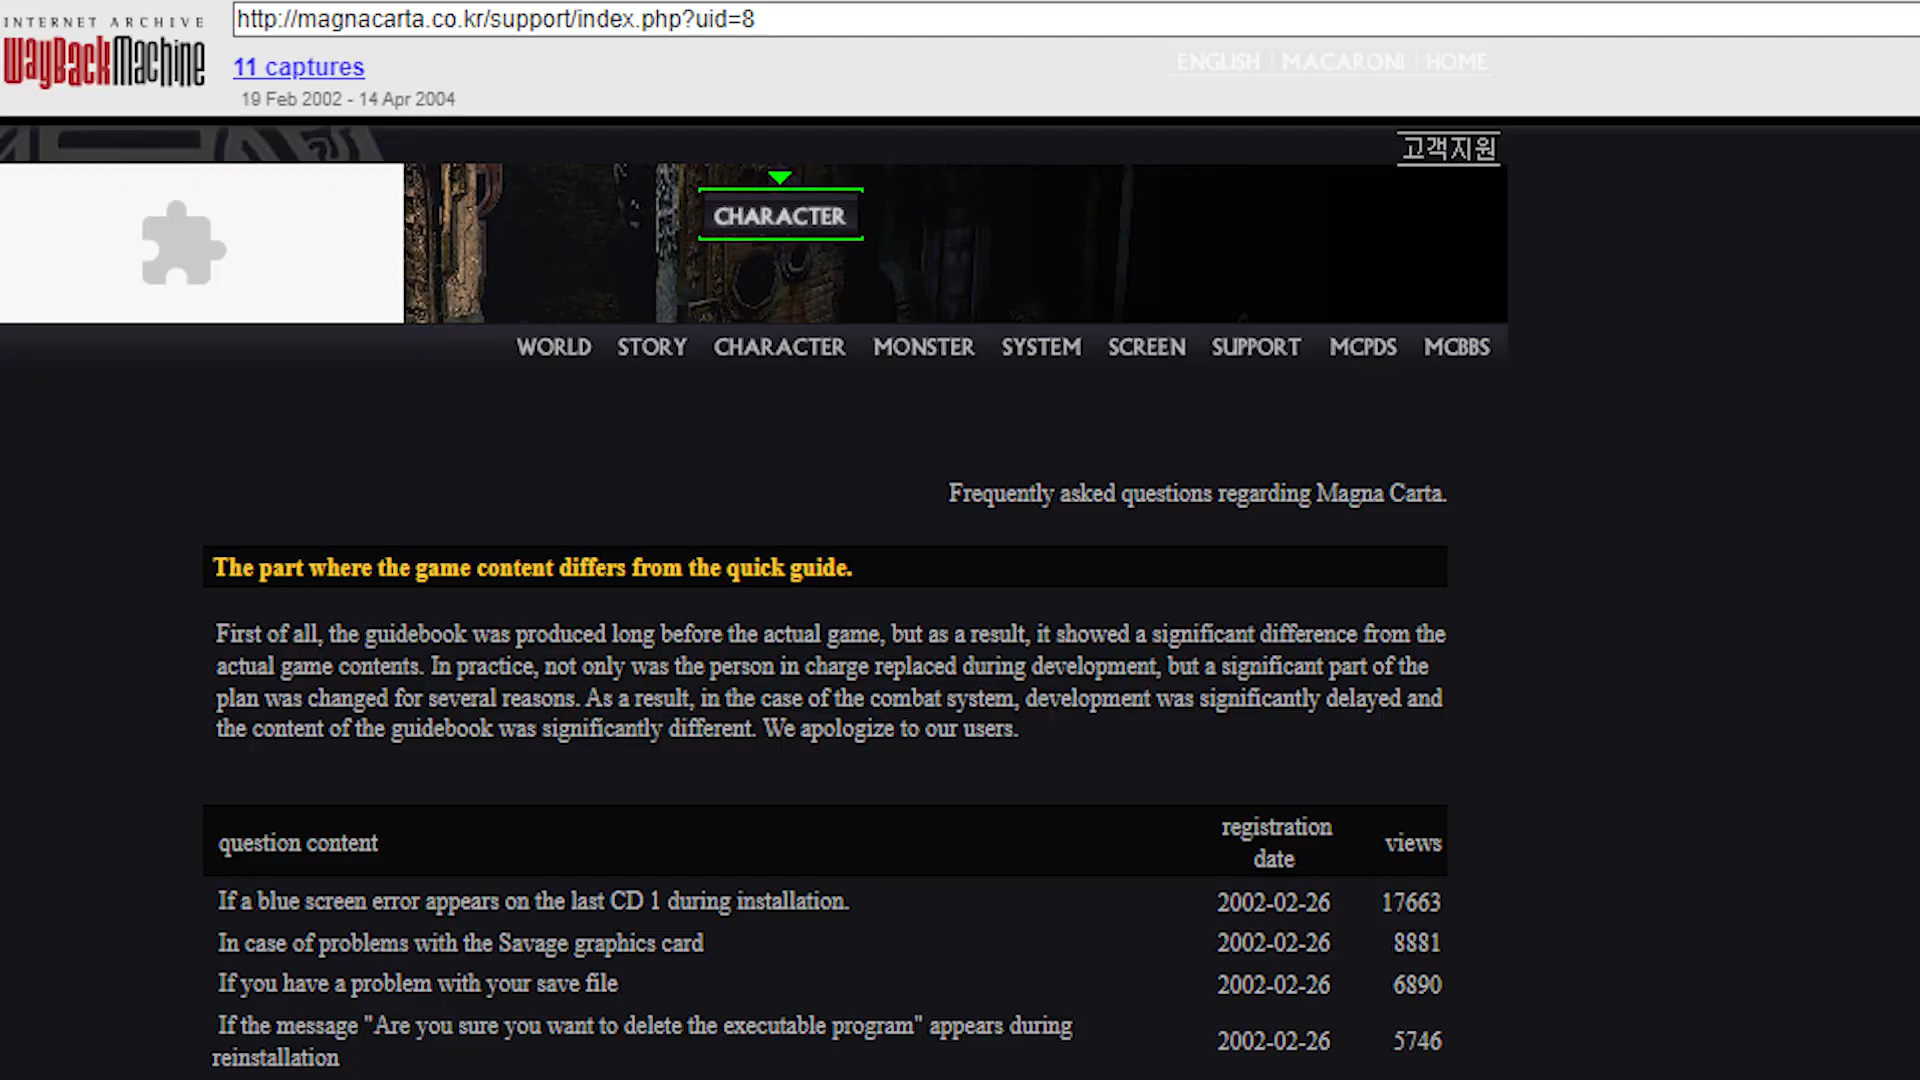 INTERNET ARCHIVE
WayBackMachine
http://magnacarta.co.kr/support/index.php?uid=8
11 captures
19 Feb 2002 - 14 Apr 2004
ENGLISH | MACARONI | HOME
고객지원
CHARACTER
WORLD STORY CHARACTER MONSTER SYSTEM SCREEN SUPPORT MCPDS MCBBS
Frequently asked questions regarding Magna Carta.
The part where the game content differs from the quick guide.
First of all, the guidebook was produced long before the actual game, but as a result, it showed a significant difference from the
actual game contents. In practice, not only was the person in charge replaced during development, but a significant part of the
plan was changed for several reasons. As a result, in the case of the combat system, development was significantly delayed and
the content of the guidebook was significantly different. We apologize to our users.
question content registration date views
If a blue screen error appears on the last CD 1 during installation. 2002-02-26 17663
In case of problems with the Savage graphics card 2002-02-26 8881
If you have a problem with your save file 2002-02-26 6890
If the message "Are you sure you want to delete the executable program" appears during
reinstallation 2002-02-26 5746